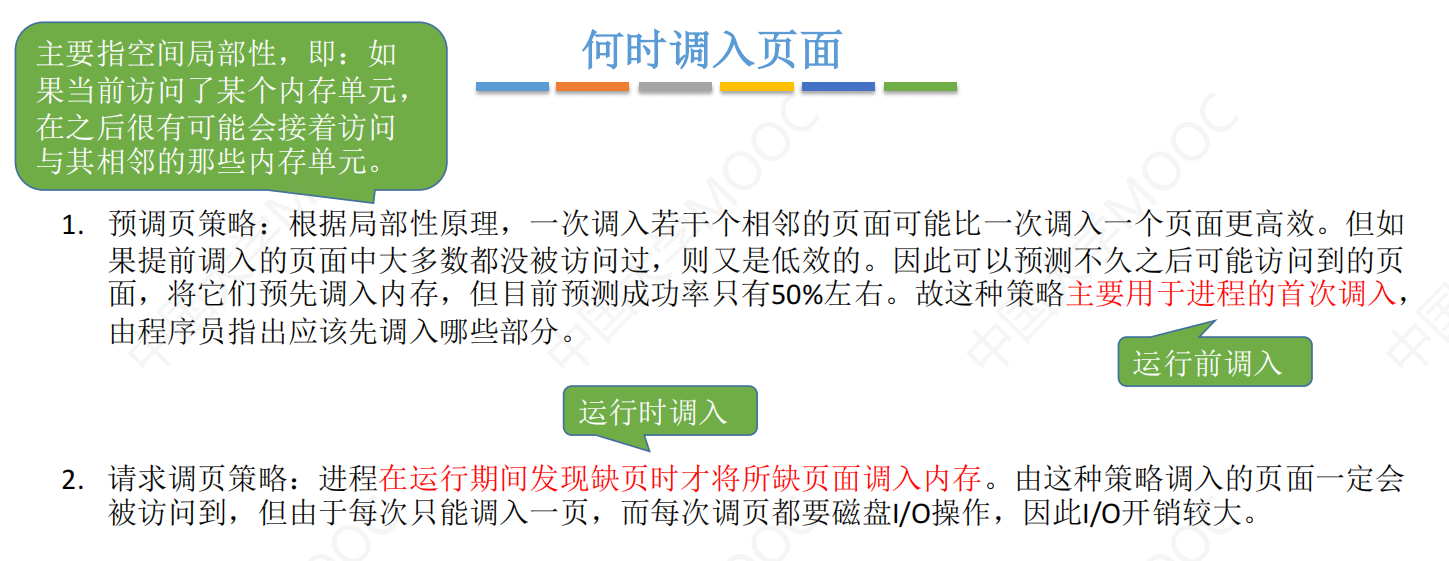 主要指空间局部性，即：如
果当前访问了某个内存单元，
在之后很有可能会接着访问
与其相邻的那些内存单元。
何时调入页面
1. 预调页策略：根据局部性原理，一次调入若干个相邻的页面可能比一次调入一个页面更高效。但如
果提前调入的页面中大多数都没被访问过，则又是低效的。因此可以预测不久之后可能访问到的页
面，将它们预先调入内存，但目前预测成功率只有50%左右。故这种策略主要用于进程的首次调入，
由程序员指出应该先调入哪些部分。
运行前调入
运行时调入
2. 请求调页策略：进程在运行期间发现缺页时才将所缺页面调入内存。由这种策略调入的页面一定会
被访问到，但由于每次只能调入一页，而每次调页都要磁盘I/O操作，因此I/O开销较大。